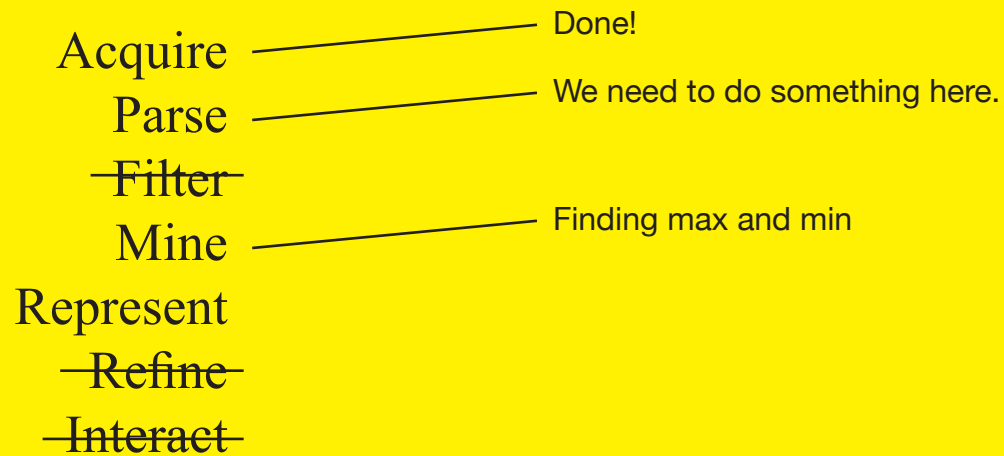 Acquire
Done!
Parse
We need to do something here.
Filter
Mine
Finding max and min
Represent
Refine
Interact